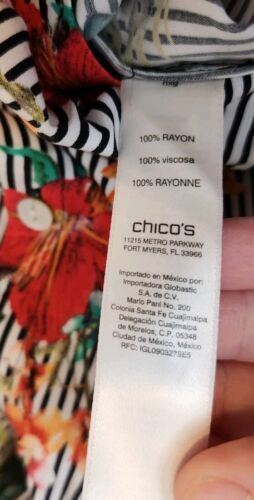 100% RAYON
100% viscosa
100% RAYONNE
chico's
11215 METRO PARKWAY
FORT MYERS, FL 33966
Importado en México por:
Importadora Globastic
S.A. de C.V.
Mario Pani No. 200
Colonia Santa Fe Cuajimalpa
Delegación Cuajimalpa
de Morelos, C.P. 05348
Ciudad de México, México
RFC: IGL0903279E5